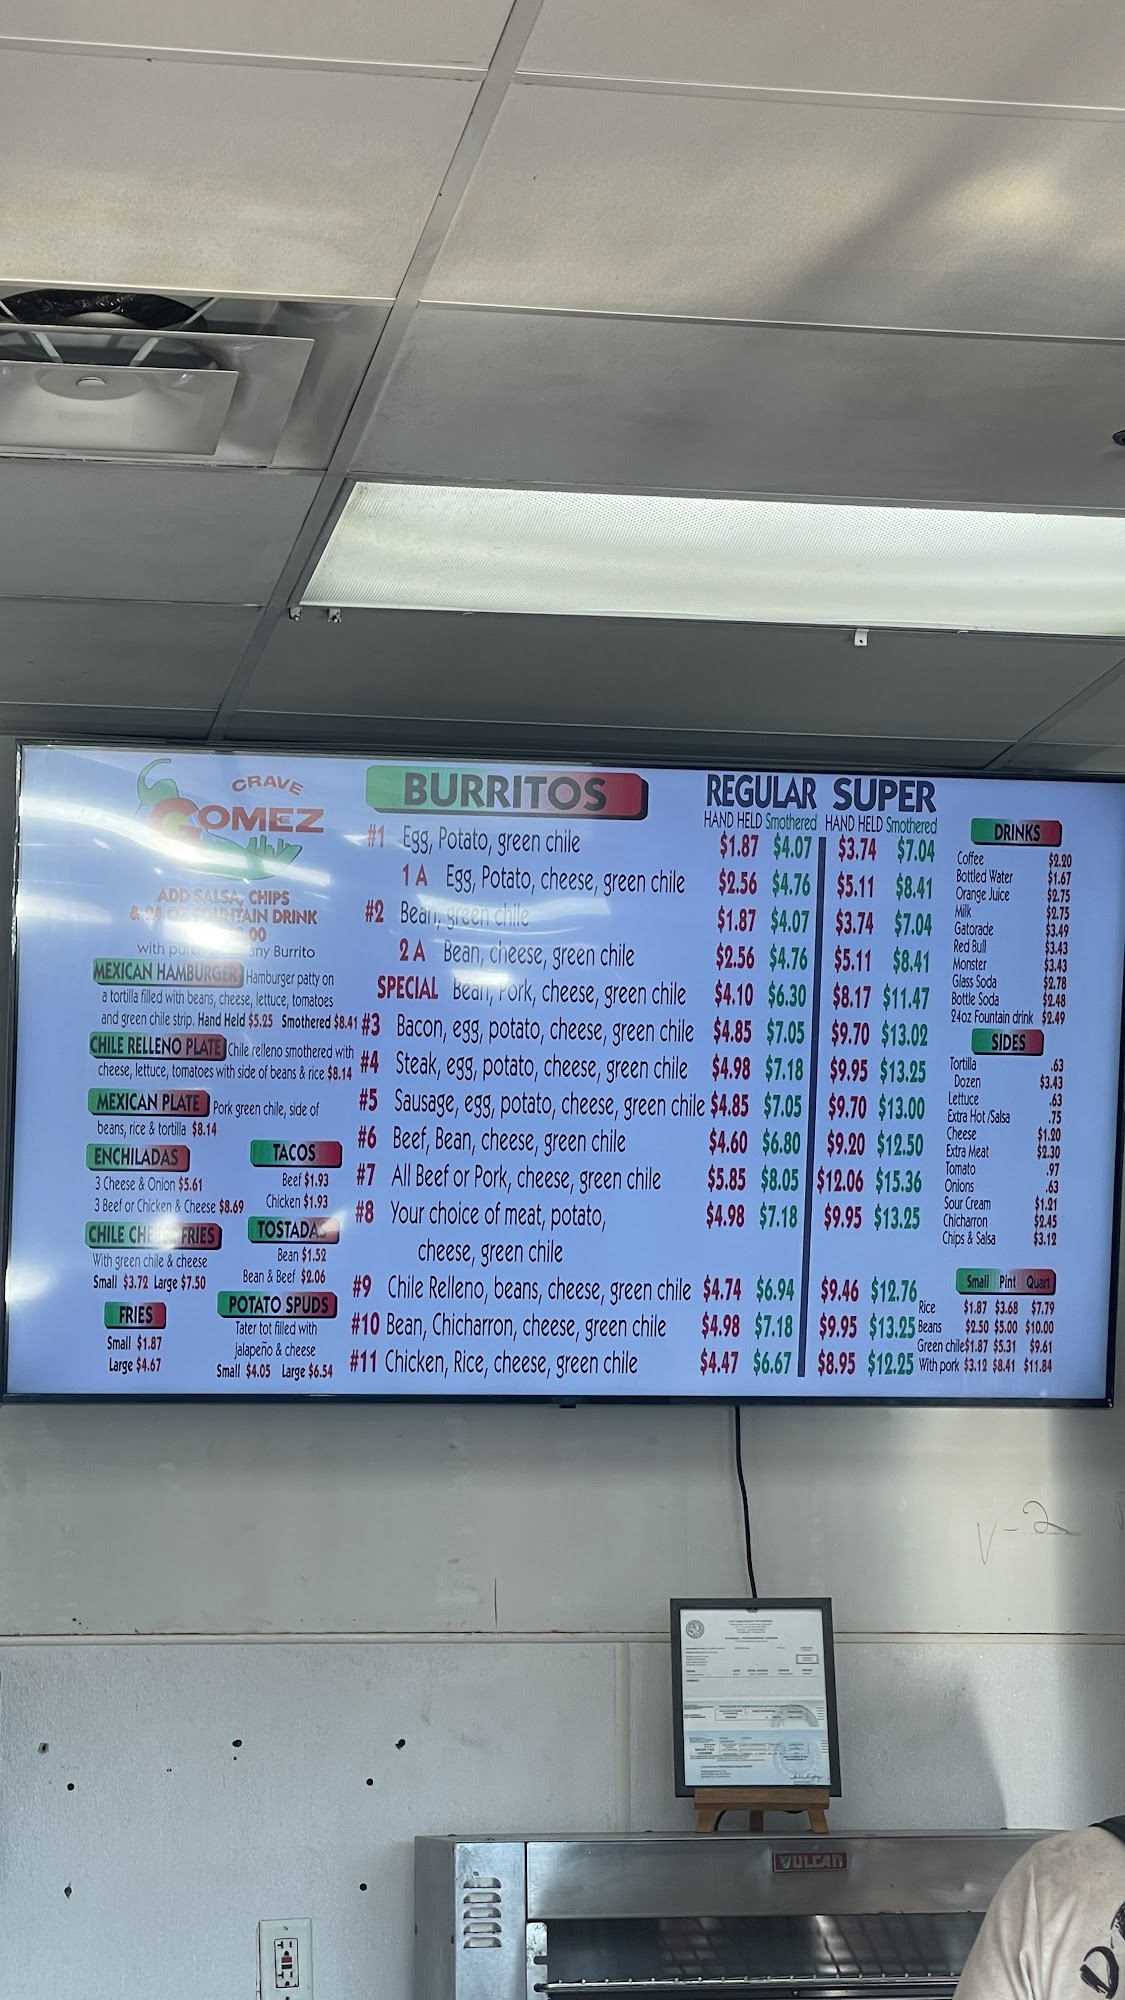 CRAVE
GOMEZ
ADD SALSA, CHIPS
& 24 OZ FOUNTAIN DRINK
with any Burrito
MEXICAN HAMBURGER Hamburger patty on
a tortilla filled with beans, cheese, lettuce, tomatoes
and green chile strip. Hand Held $5.25 Smothered $8.41
CHILE RELLENO PLATE Chile relleno smothered with
cheese, lettuce, tomatoes with side of beans & rice $8.14
MEXICAN PLATE Pork green chile, side of
beans, rice & tortilla $8.14
ENCHILADAS
3 Cheese & Onion $5.61
3 Beef or Chicken & Cheese $8.69
TACOS
Beef $1.93
Chicken $1.93
CHILE CHEESE FRIES
With green chile & cheese
Small $3.72 Large $7.50
TOSTADAS
Bean $1.52
Bean & Beef $2.06
FRIES
Small $1.87
Large $4.67
POTATO SPUDS
Tater tot filled with
jalapeño & cheese
Small $4.05 Large $6.54
BURRITOS REGULAR SUPER
HAND HELD Smothered HAND HELD Smothered
#1 Egg, Potato, green chile $1.87 $4.07 $3.74 $7.04
1 A Egg, Potato, cheese, green chile $2.56 $4.76 $5.11 $8.41
#2 Bean, green chile $1.87 $4.07 $3.74 $7.04
2 A Bean, cheese, green chile $2.56 $4.76 $5.11 $8.41
SPECIAL Bean, Pork, cheese, green chile $4.10 $6.30 $8.17 $11.47
#3 Bacon, egg, potato, cheese, green chile $4.85 $7.05 $9.70 $13.02
#4 Steak, egg, potato, cheese, green chile $4.98 $7.18 $9.95 $13.25
#5 Sausage, egg, potato, cheese, green chile $4.85 $7.05 $9.70 $13.00
#6 Beef, Bean, cheese, green chile $4.60 $6.80 $9.20 $12.50
#7 All Beef or Pork, cheese, green chile $5.85 $8.05 $12.06 $15.36
#8 Your choice of meat, potato, $4.98 $7.18 $9.95 $13.25
cheese, green chile
#9 Chile Relleno, beans, cheese, green chile $4.74 $6.94 $9.46 $12.76
#10 Bean, Chicharron, cheese, green chile $4.98 $7.18 $9.95 $13.25
#11 Chicken, Rice, cheese, green chile $4.47 $6.67 $8.95 $12.25
DRINKS
Coffee $2.20
Bottled Water $1.67
Orange Juice $2.75
Milk $2.75
Gatorade $3.49
Red Bull $3.43
Monster $3.43
Glass Soda $2.78
Bottle Soda $2.48
24oz Fountain drink $2.49
SIDES
Tortilla .63
Dozen $3.43
Lettuce .63
Extra Hot /Salsa .75
Cheese $1.20
Extra Meat $2.30
Tomato .97
Onions .63
Sour Cream $1.21
Chicharron $2.45
Chips & Salsa $3.12
Small Pint Quart
Rice $1.87 $3.68 $7.79
Beans $2.50 $5.00 $10.00
Green chile $1.87 $5.31 $9.61
With pork $3.12 $8.41 $11.84
V-2
VULCAN